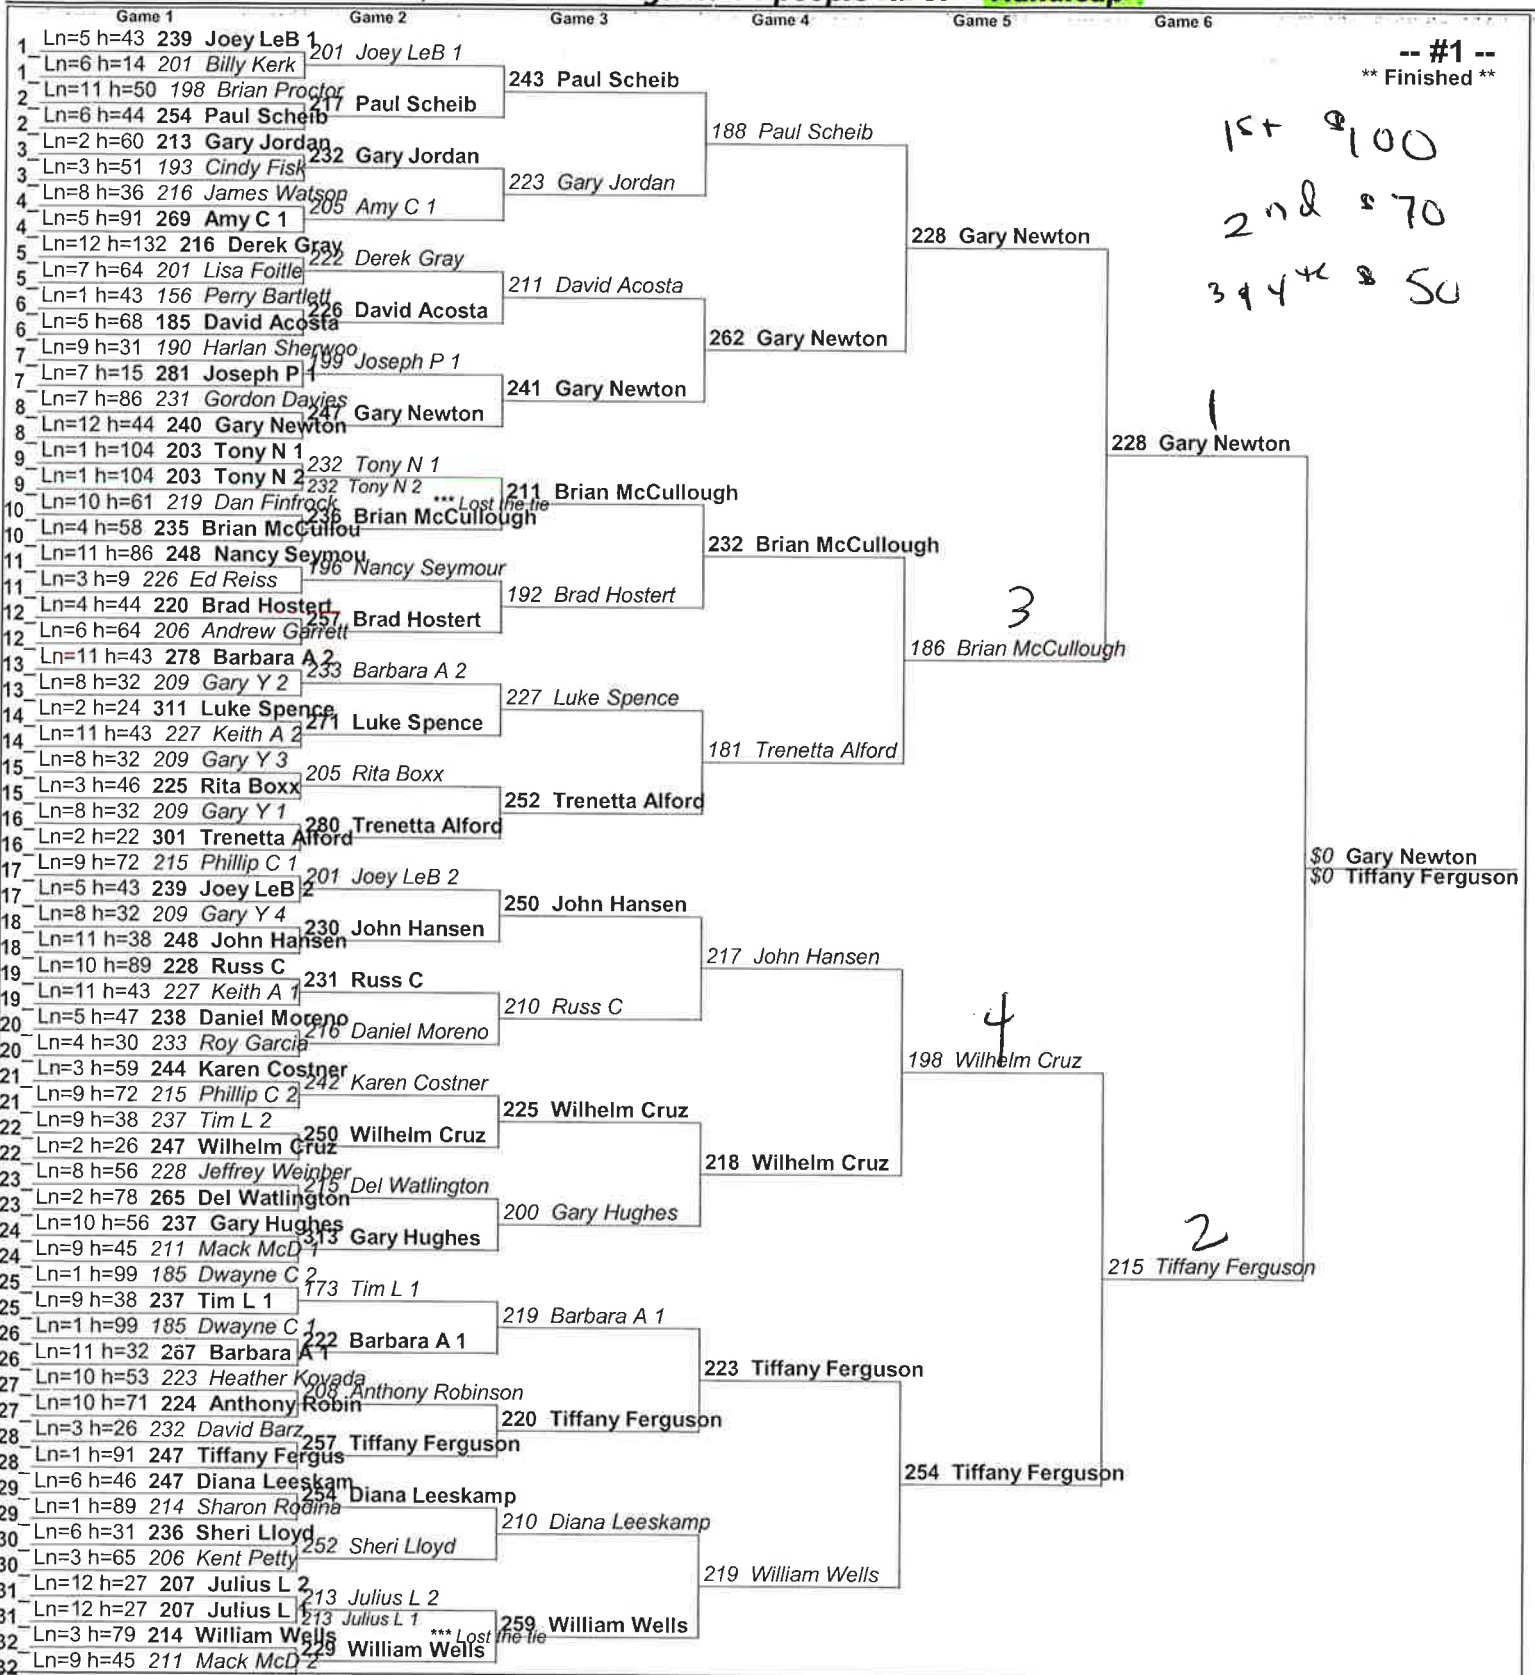 Handicap
Game 1 Game 2 Game 3 Game 4 Game 5 Game 6
-- #1 --
** Finished **
1st $100
2nd $70
3 & 4th $50
1 Ln=5 h=43 239 Joey LeB 1
1 Ln=6 h=14 201 Billy Kerk
2 Ln=11 h=50 198 Brian Proctor
2 Ln=6 h=44 254 Paul Scheib
3 Ln=2 h=60 213 Gary Jordan
3 Ln=3 h=51 193 Cindy Fisk
4 Ln=8 h=36 216 James Watson
4 Ln=5 h=91 269 Amy C 1
5 Ln=12 h=132 216 Derek Gray
5 Ln=7 h=64 201 Lisa Foitle
6 Ln=1 h=43 156 Perry Bartlett
6 Ln=5 h=68 185 David Acosta
7 Ln=9 h=31 190 Harlan Sherwoo
7 Ln=7 h=15 281 Joseph P 1
8 Ln=7 h=86 231 Gordon Davies
8 Ln=12 h=44 240 Gary Newton
9 Ln=1 h=104 203 Tony N 1
9 Ln=1 h=104 203 Tony N 2
10 Ln=10 h=61 219 Dan Finfrock
10 Ln=4 h=58 235 Brian McCullou
11 Ln=11 h=86 248 Nancy Seymou
11 Ln=3 h=9 226 Ed Reiss
12 Ln=4 h=44 220 Brad Hostert
12 Ln=6 h=64 206 Andrew Garrett
13 Ln=11 h=43 278 Barbara A 2
13 Ln=8 h=32 209 Gary Y 2
14 Ln=2 h=24 311 Luke Spence
14 Ln=11 h=43 227 Keith A 2
15 Ln=8 h=32 209 Gary Y 3
15 Ln=3 h=46 225 Rita Boxx
16 Ln=8 h=32 209 Gary Y 1
16 Ln=2 h=22 301 Trenetta Alford
17 Ln=9 h=72 215 Phillip C 1
17 Ln=5 h=43 239 Joey LeB 2
18 Ln=8 h=32 209 Gary Y 4
18 Ln=11 h=38 248 John Hansen
19 Ln=10 h=89 228 Russ C
19 Ln=11 h=43 227 Keith A 1
20 Ln=5 h=47 238 Daniel Moreno
20 Ln=4 h=30 233 Roy Garcia
21 Ln=3 h=59 244 Karen Costner
21 Ln=9 h=72 215 Phillip C 2
22 Ln=9 h=38 237 Tim L 2
22 Ln=2 h=26 247 Wilhelm Cruz
23 Ln=8 h=56 228 Jeffrey Weinber
23 Ln=2 h=78 265 Del Watlington
24 Ln=10 h=56 237 Gary Hughes
24 Ln=9 h=45 211 Mack McD 1
25 Ln=1 h=99 185 Dwayne C 2
25 Ln=9 h=38 237 Tim L 1
26 Ln=1 h=99 185 Dwayne C 1
26 Ln=11 h=32 267 Barbara A 1
27 Ln=10 h=53 223 Heather Kovada
27 Ln=10 h=71 224 Anthony Robin
28 Ln=3 h=26 232 David Barz
28 Ln=1 h=91 247 Tiffany Fergus
29 Ln=6 h=46 247 Diana Leeskam
29 Ln=1 h=89 214 Sharon Rodina
30 Ln=6 h=31 236 Sheri Lloyd
30 Ln=3 h=65 206 Kent Petty
31 Ln=12 h=27 207 Julius L 2
31 Ln=12 h=27 207 Julius L 1
32 Ln=3 h=79 214 William Wells
32 Ln=9 h=45 211 Mack McD 2
201 Joey LeB 1
217 Paul Scheib
232 Gary Jordan
205 Amy C 1
222 Derek Gray
226 David Acosta
199 Joseph P 1
247 Gary Newton
232 Tony N 1
232 Tony N 2 *** Lost the tie
236 Brian McCullough
196 Nancy Seymour
257 Brad Hostert
233 Barbara A 2
271 Luke Spence
205 Rita Boxx
280 Trenetta Alford
201 Joey LeB 2
230 John Hansen
231 Russ C
216 Daniel Moreno
242 Karen Costner
250 Wilhelm Cruz
215 Del Watlington
313 Gary Hughes
173 Tim L 1
222 Barbara A 1
208 Anthony Robinson
257 Tiffany Ferguson
254 Diana Leeskamp
252 Sheri Lloyd
213 Julius L 2
213 Julius L 1 *** Lost the tie
229 William Wells
243 Paul Scheib
223 Gary Jordan
211 David Acosta
241 Gary Newton
211 Brian McCullough
192 Brad Hostert
227 Luke Spence
252 Trenetta Alford
250 John Hansen
210 Russ C
225 Wilhelm Cruz
200 Gary Hughes
219 Barbara A 1
220 Tiffany Ferguson
210 Diana Leeskamp
259 William Wells
188 Paul Scheib
262 Gary Newton
232 Brian McCullough
181 Trenetta Alford
217 John Hansen
218 Wilhelm Cruz
223 Tiffany Ferguson
219 William Wells
228 Gary Newton
3
186 Brian McCullough
4
198 Wilhelm Cruz
254 Tiffany Ferguson
1
228 Gary Newton
2
215 Tiffany Ferguson
$0 Gary Newton
$0 Tiffany Ferguson